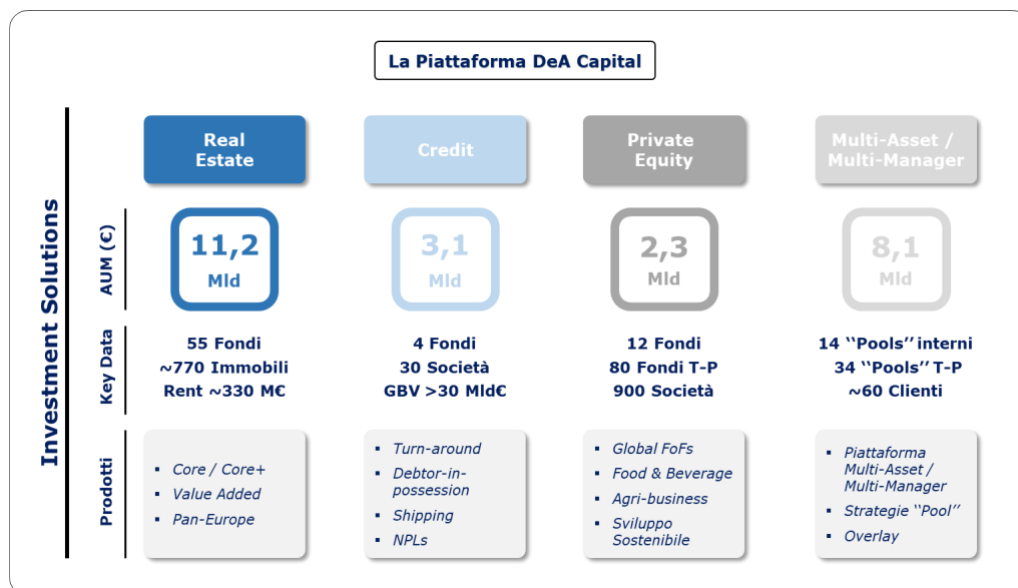 La Piattaforma DeA Capital
Investment Solutions
Real
Estate
Credit
Private
Equity
Multi-Asset /
Multi-Manager
AUM (€)
11,2
Mld
3,1
Mld
2,3
Mld
8,1
Mld
Key Data
55 Fondi
~770 Immobili
Rent ~330 M€
4 Fondi
30 Società
GBV >30 Mld€
12 Fondi
80 Fondi T-P
900 Società
14 ‘‘Pools’’ interni
34 ‘‘Pools’’ T-P
~60 Clienti
Prodotti
▪ Core / Core+
▪ Value Added
▪ Pan-Europe
▪ Turn-around
▪ Debtor-in-
possession
▪ Shipping
▪ NPLs
▪ Global FoFs
▪ Food & Beverage
▪ Agri-business
▪ Sviluppo
Sostenibile
▪ Piattaforma
Multi-Asset /
Multi-Manager
▪ Strategie ‘‘Pool’’
▪ Overlay